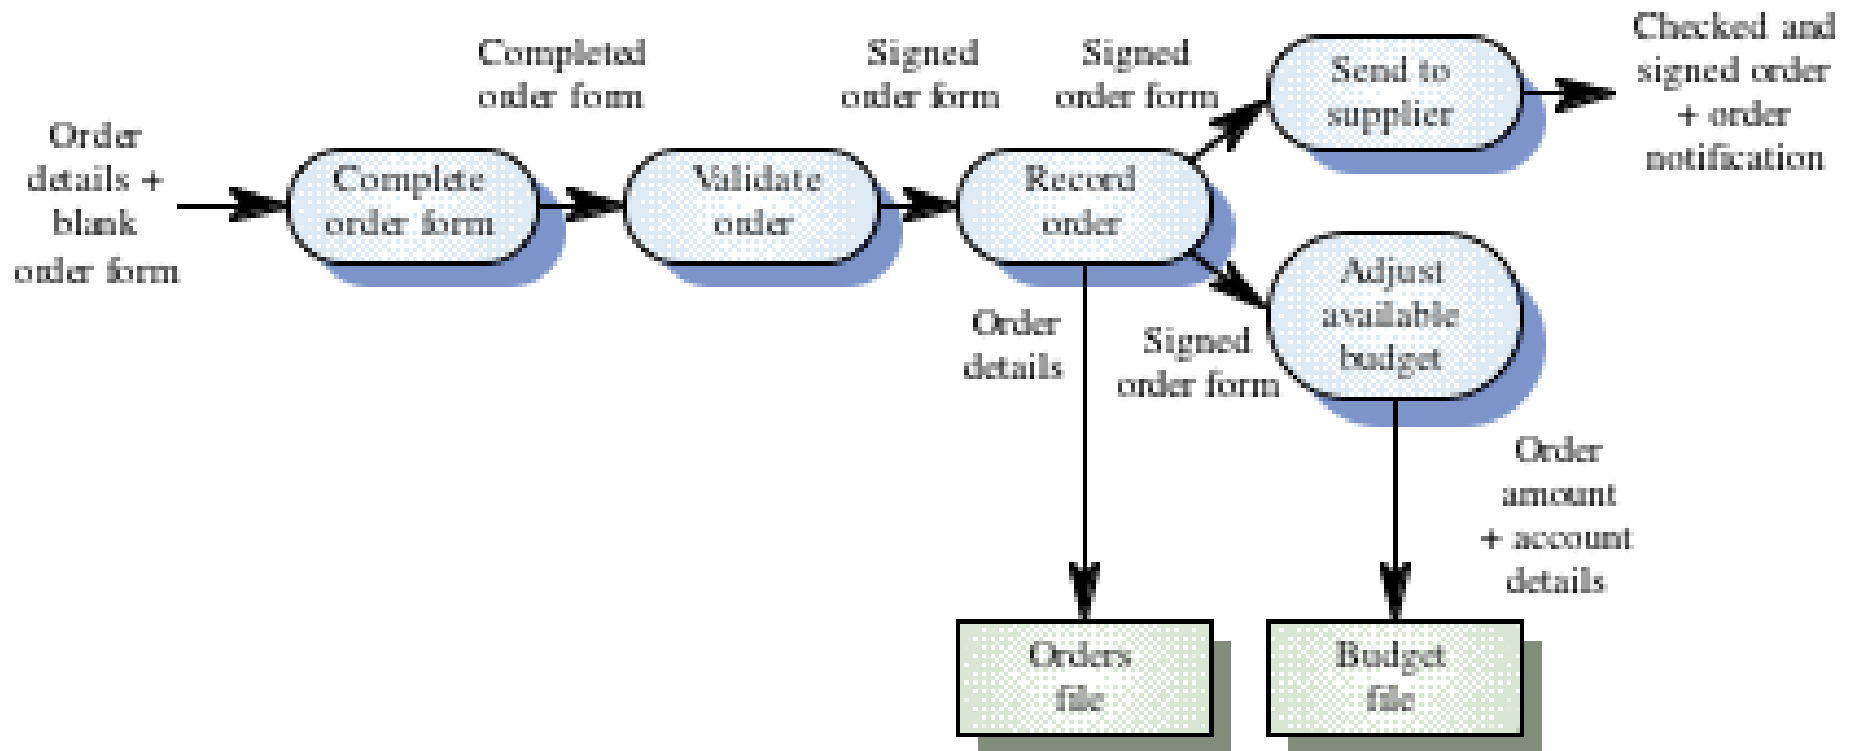 Order
details +
blank
order form
Complete
order form
Completed
order form
Validate
order
Signed
order form
Record
order
Signed
order form
Send to
supplier
Checked and
signed order
+ order
notification
Order
details
Signed
order form
Adjust
available
budget
Order
amount
+ account
details
Orders
file
Budget
file